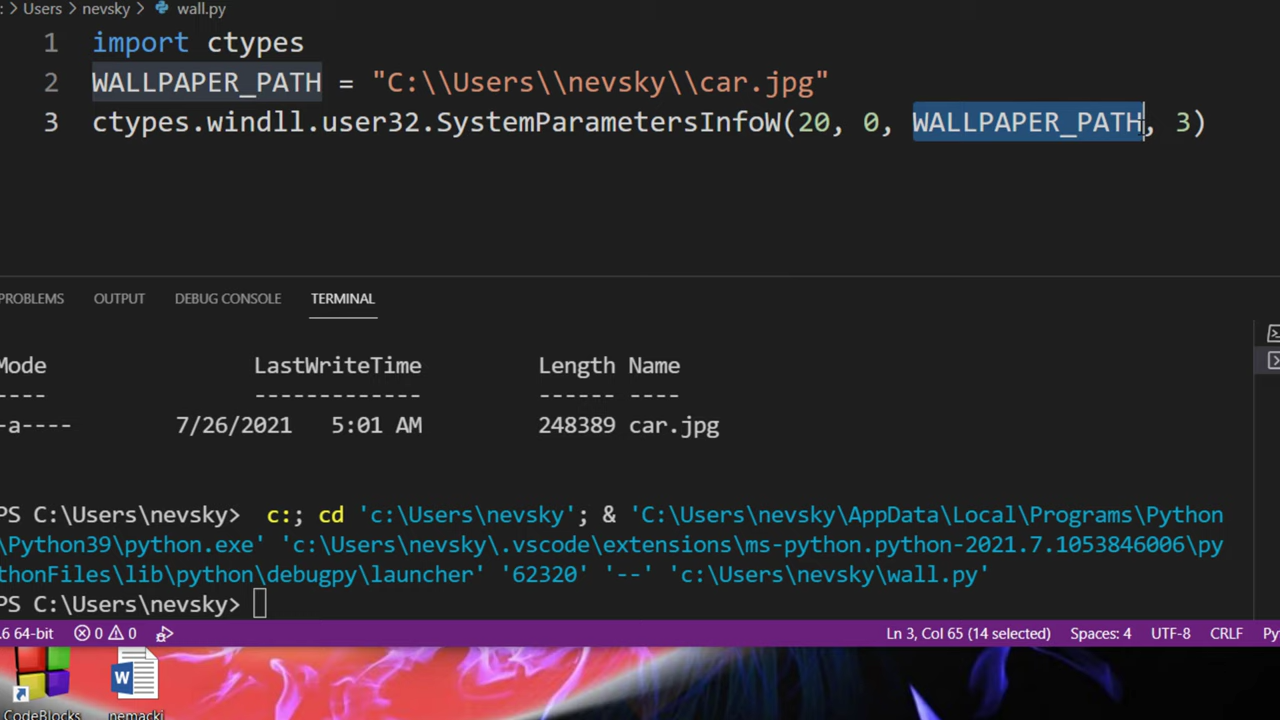 : > Users > nevsky > wall.py
1 import ctypes
2 WALLPAPER_PATH = "C:\\Users\\nevsky\\car.jpg"
3 ctypes.windll.user32.SystemParametersInfoW(20, 0, WALLPAPER_PATH, 3)
PROBLEMS OUTPUT DEBUG CONSOLE TERMINAL
Mode LastWriteTime Length Name
---- ------------- ------ ----
-a---- 7/26/2021 5:01 AM 248389 car.jpg
PS C:\Users\nevsky> c:; cd 'c:\Users\nevsky'; & 'C:\Users\nevsky\AppData\Local\Programs\Python
\Python39\python.exe' 'c:\Users\nevsky\.vscode\extensions\ms-python.python-2021.7.1053846006\py
thonFiles\lib\python\debugpy\launcher' '62320' '--' 'c:\Users\nevsky\wall.py'
PS C:\Users\nevsky>
.6 64-bit 0 0 Ln 3, Col 65 (14 selected) Spaces: 4 UTF-8 CRLF Py
CodeBlocks nemacki